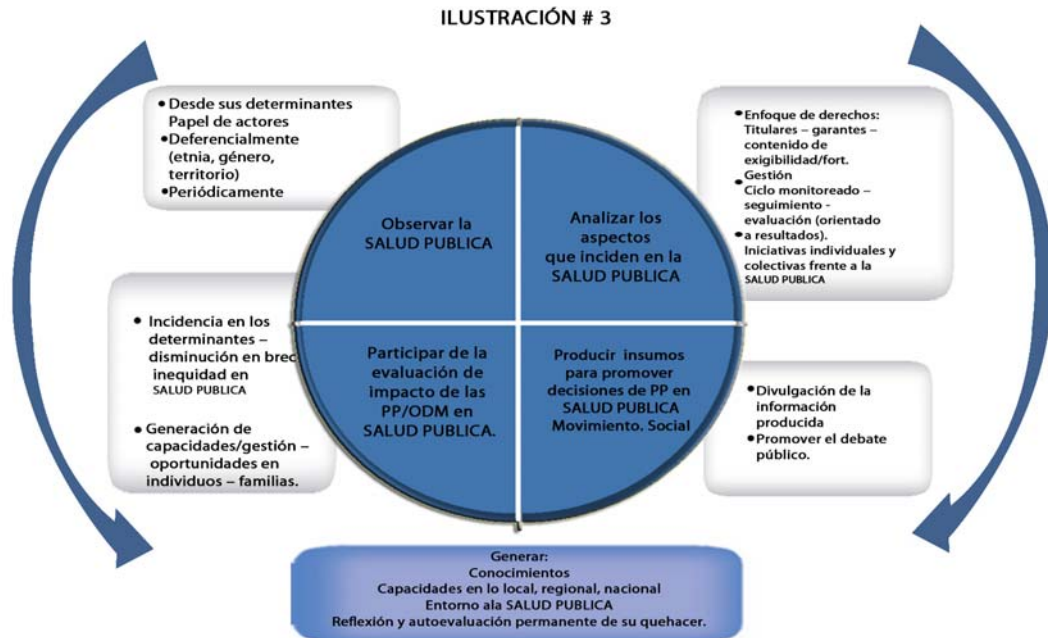 ILUSTRACIÓN # 3
•Desde sus determinantes
Papel de actores
•Deferencialmente
(etnia, género,
territorio)
•Periódicamente
Observar la
SALUD PUBLICA
Analizar los
aspectos
que inciden en la
SALUD PUBLICA
•Enfoque de derechos:
Titulares – garantes –
contenido de
exigibilidad/fort.
•Gestión
Ciclo monitoreado –
seguimiento -
evaluación (orientado
•a resultados).
Iniciativas individuales y
colectivas frente a la
SALUD PUBLICA
• Incidencia en los
determinantes –
disminución en brec
inequidad en
SALUD PUBLICA
• Generación de
capacidades/gestión –
oportunidades en
individuos – familias.
Participar de la
evaluación de
impacto de las
PP/ODM en
SALUD PUBLICA.
Producir insumos
para promover
decisiones de PP en
SALUD PUBLICA
Movimiento. Social
•Divulgación de la
información
producida
•Promover el debate
público.
Generar:
Conocimientos
Capacidades en lo local, regional, nacional
Entorno ala SALUD PUBLICA
Reflexión y autoevaluación permanente de su quehacer.